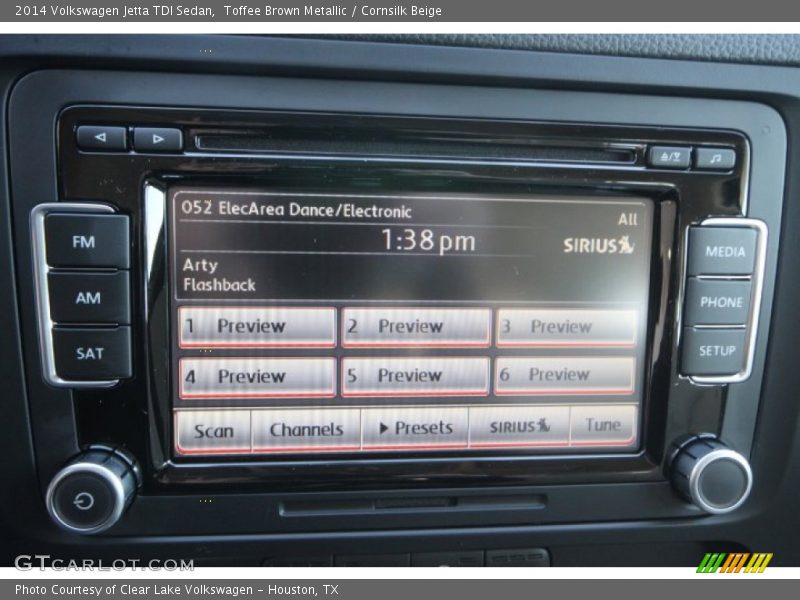 2014 Volkswagen Jetta TDI Sedan,  Toffee Brown Metallic / Cornsilk Beige
FM
AM
SAT
052 ElecArea Dance/Electronic
All
1:38pm
SIRIUS
Arty
Flashback
1 Preview
2 Preview
3 Preview
4 Preview
5 Preview
6 Preview
Scan
Channels
Presets
SIRIUS
Tune
MEDIA
PHONE
SETUP
GTcarlot.com
Photo Courtesy of Clear Lake Volkswagen - Houston, TX